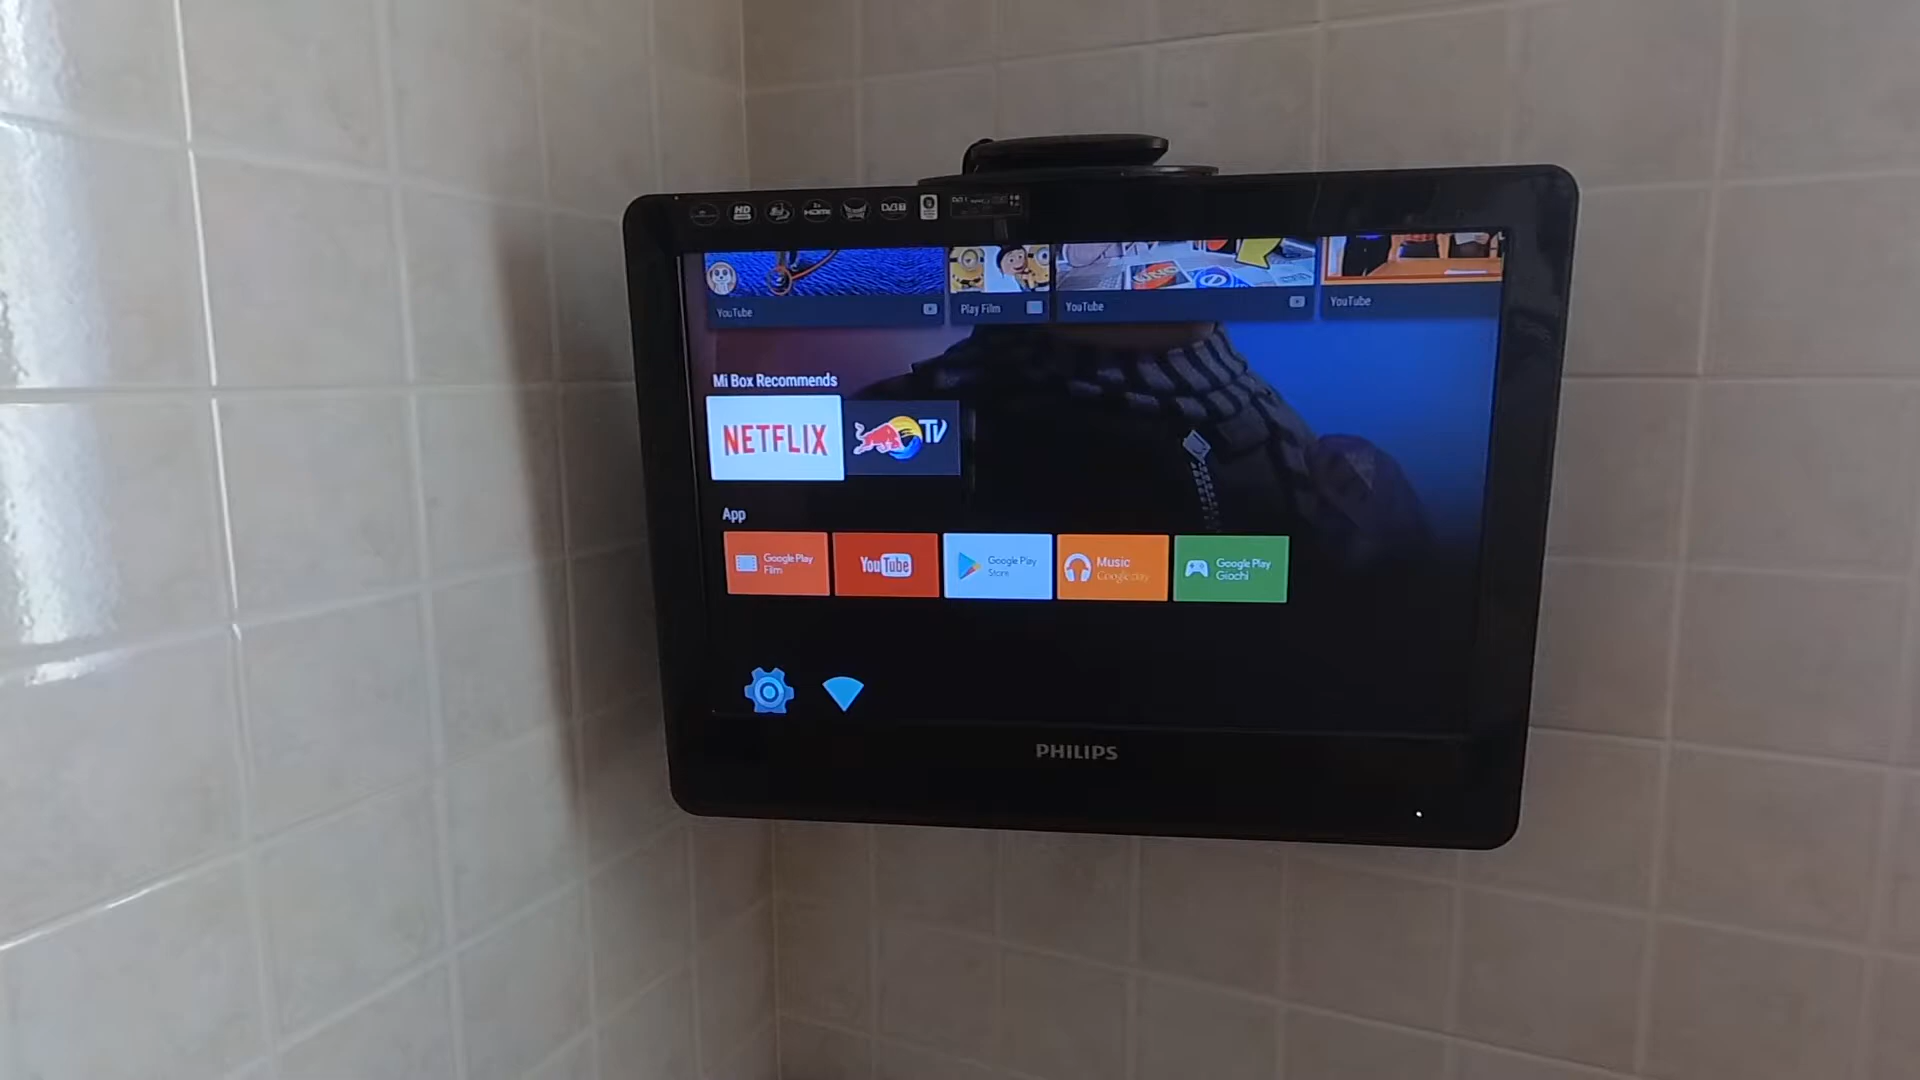 HD
HDMI
DVB T
YouTube
Play Film
YouTube
YouTube
Mi Box Recommends
NETFLIX
TV
App
Google Play
Film
YouTube
Google Play
Store
Music
Google play
Google Play
Giochi
PHILIPS